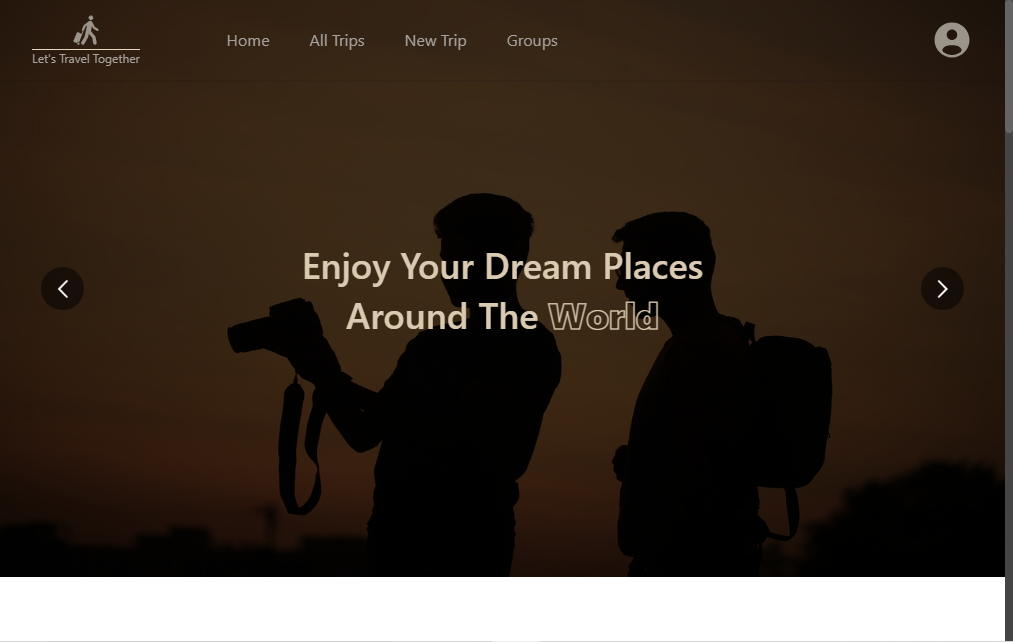 Let's Travel Together
Home
All Trips
New Trip
Groups
Enjoy Your Dream Places
Around The World